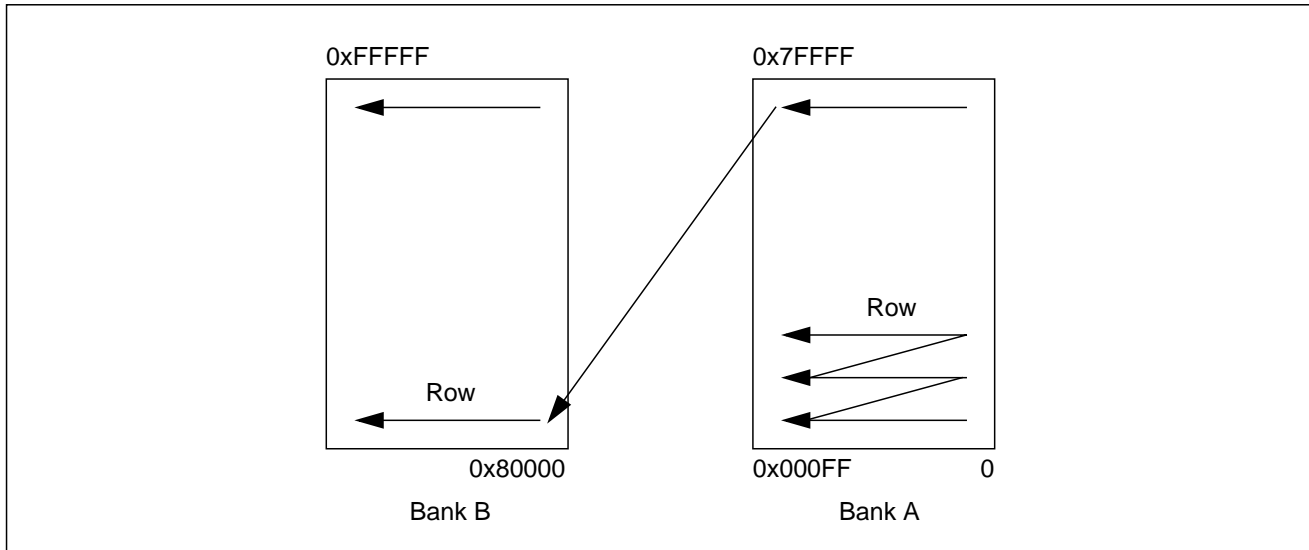 0xFFFFF
0x7FFFF
Row
Row
0x80000
0x000FF
0
Bank B
Bank A